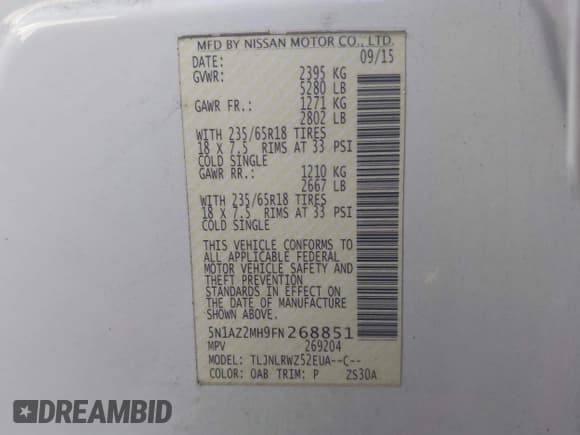 MFD BY NISSAN MOTOR CO., LTD.
DATE: 09/15
GVWR: 2395 KG
5280 LB
GAWR FR.: 1271 KG
2802 LB
WITH 235/65R18 TIRES
18 X 7.5 RIMS AT 33 PSI
COLD SINGLE
GAWR RR.: 1210 KG
2667 LB
WITH 235/65R18 TIRES
18 X 7.5 RIMS AT 33 PSI
COLD SINGLE
THIS VEHICLE CONFORMS TO
ALL APPLICABLE FEDERAL
MOTOR VEHICLE SAFETY AND
AND THEFT PREVENTION
STANDARDS IN EFFECT ON
THE DATE OF MANUFACTURE
SHOWN ABOVE.
5N1AZ2MH9FN268851
MPV 269204
MODEL: TLJNLRWZ52EUA--C--
COLOR: QAB TRIM: P ZS30A
DREAMBID